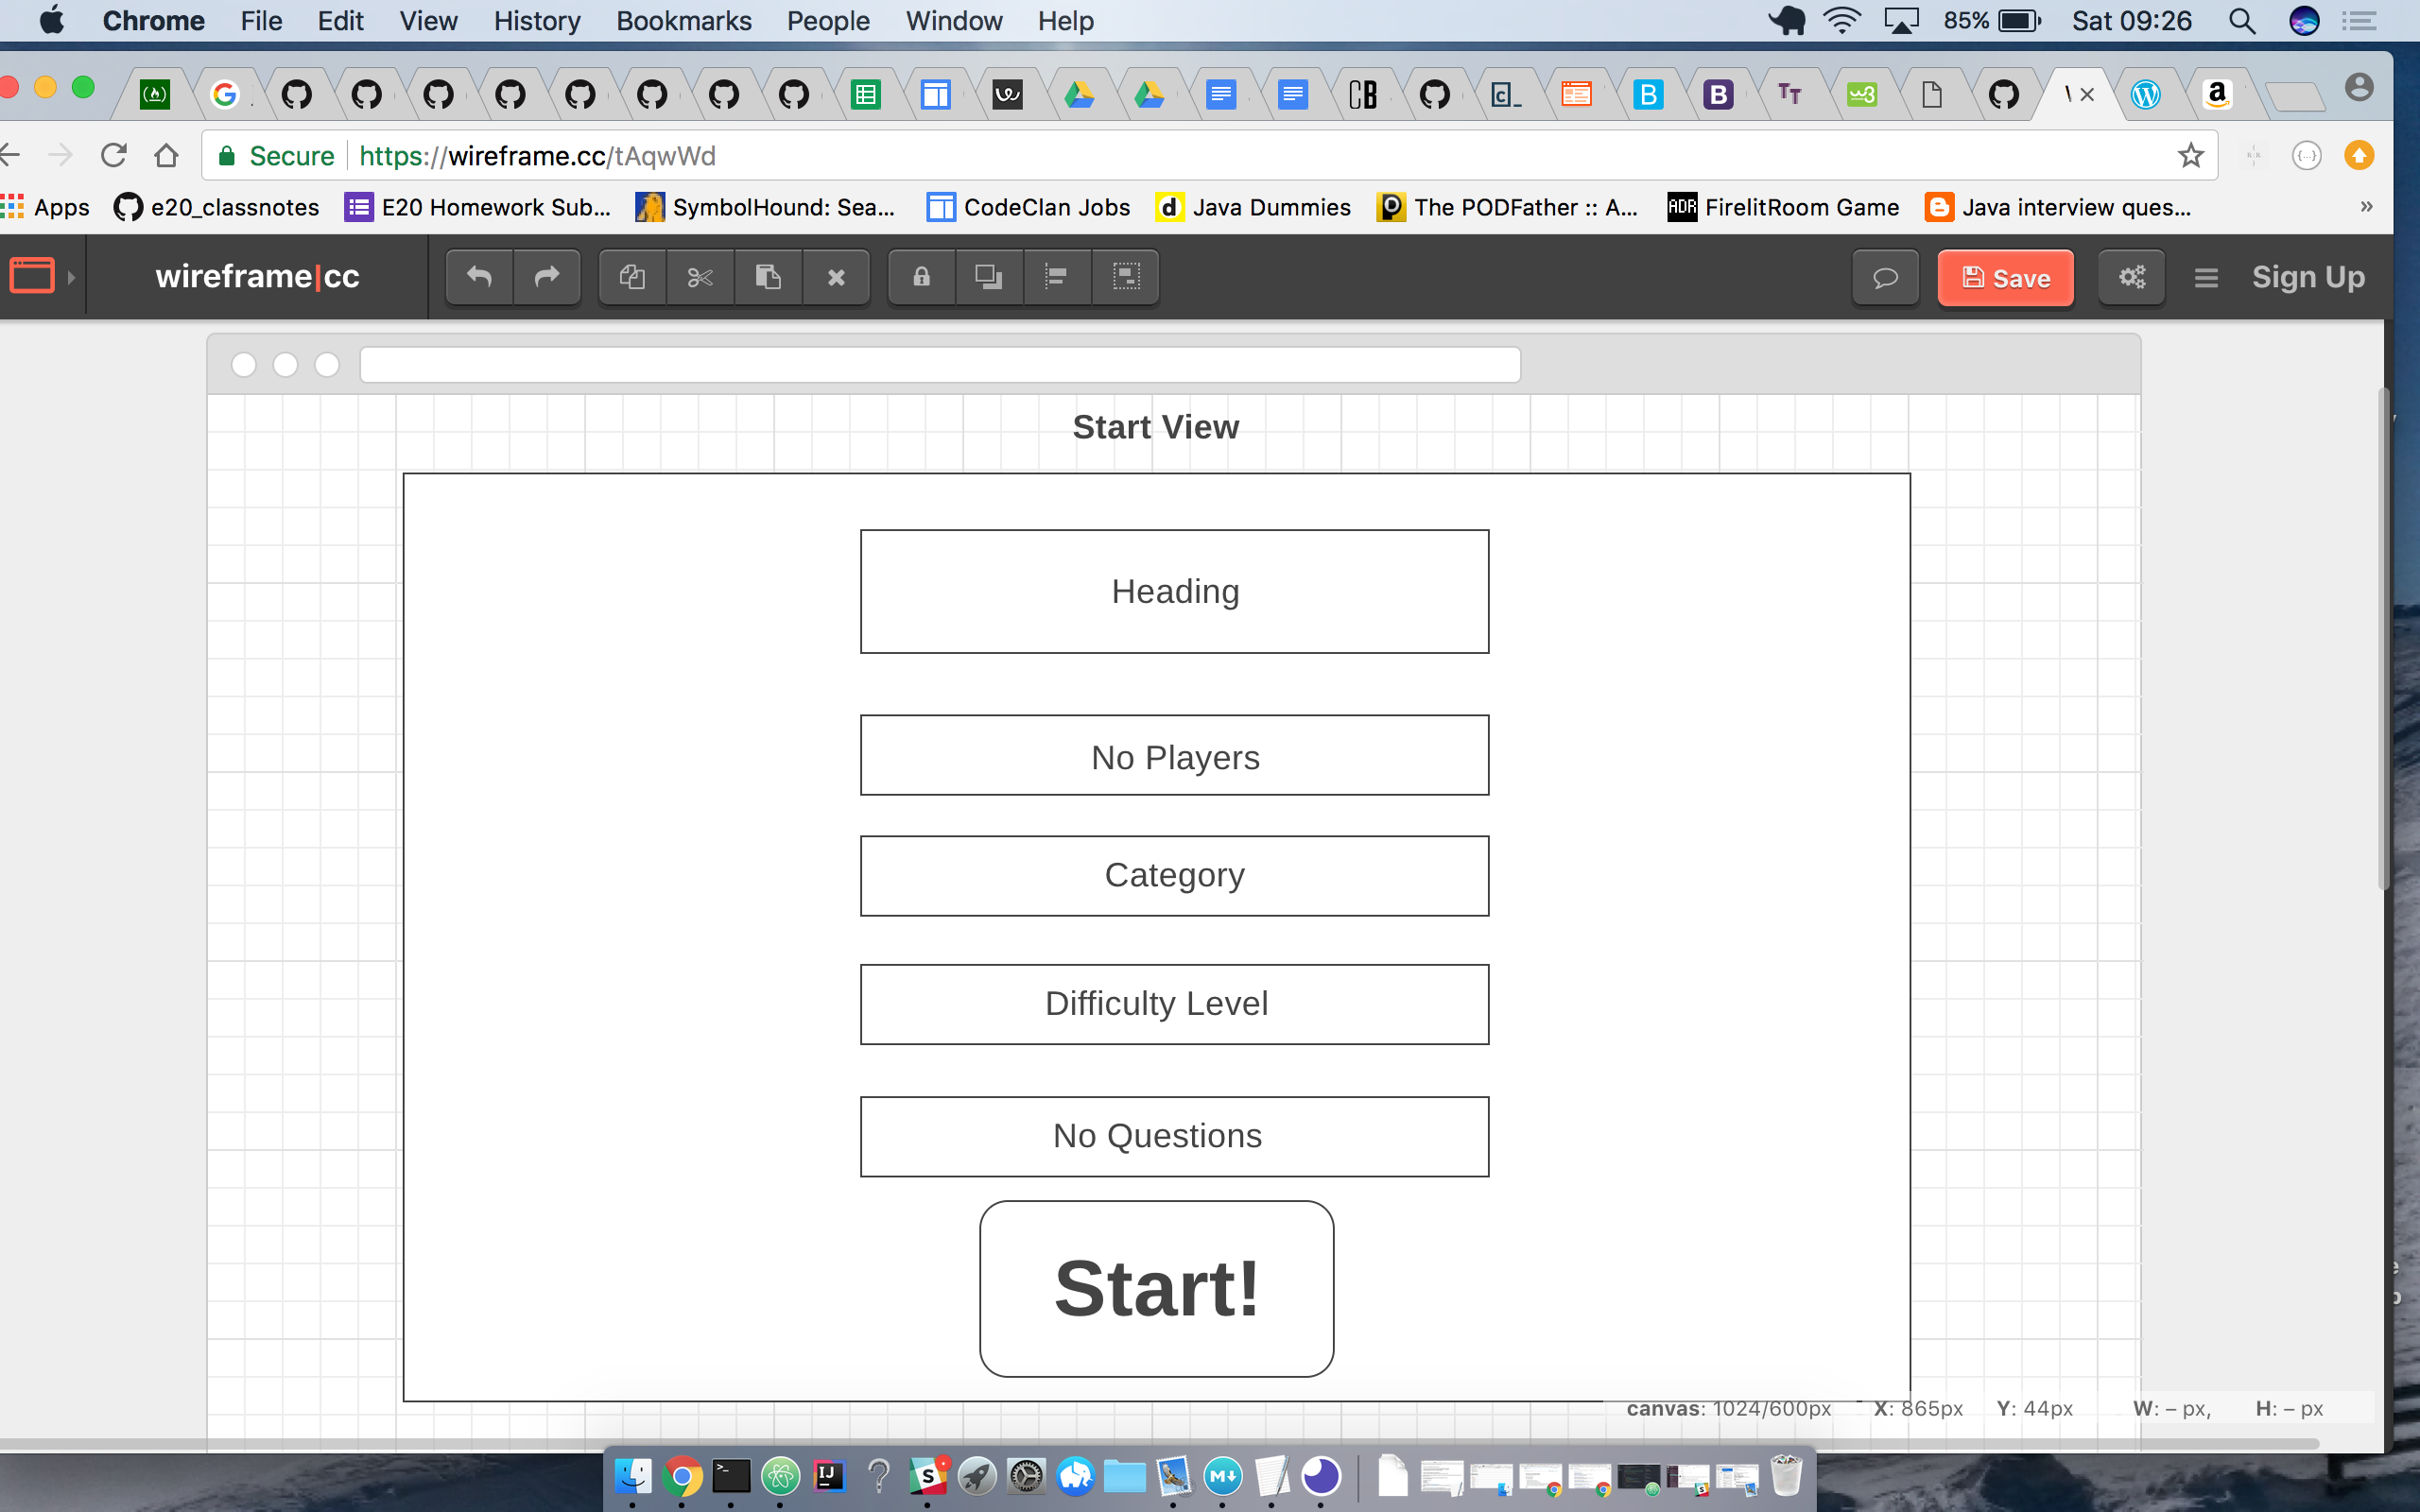 Chrome File Edit View History Bookmarks People Window Help 85% Sat 09:26
Secure https://wireframe.cc/tAqwWd
Apps e20_classnotes E20 Homework Sub... SymbolHound: Sea... CodeClan Jobs Java Dummies The PODFather :: A... FirelitRoom Game Java interview ques... »
wireframe|cc Save Sign Up
Start View
Heading
No Players
Category
Difficulty Level
No Questions
Start!
canvas: 1024/600px X: 865px Y: 44px W: – px, H: – px